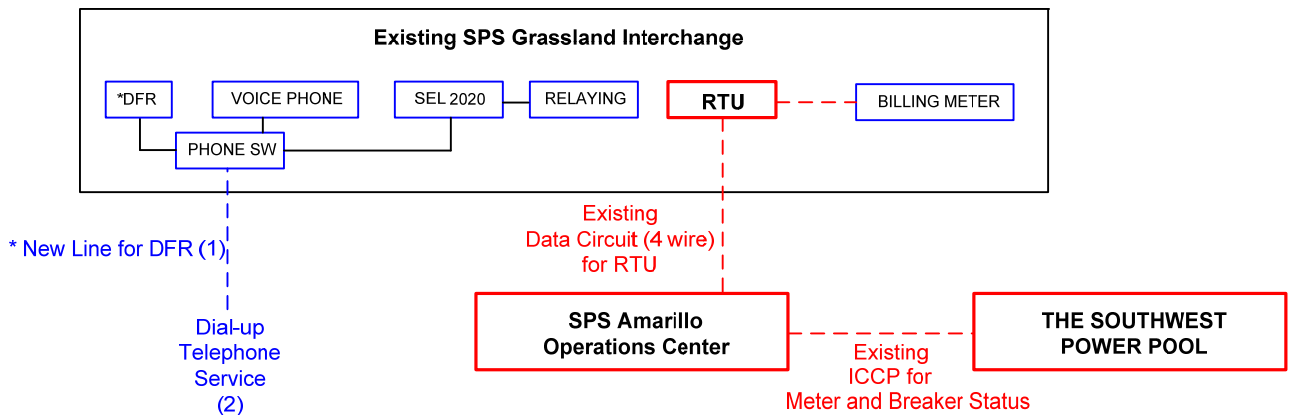 Existing SPS Grassland Interchange
*DFR
VOICE PHONE
SEL 2020
RELAYING
RTU
BILLING METER
PHONE SW
* New Line for DFR (1)
Existing
Data Circuit (4 wire)
for RTU
Dial-up
Telephone
Service
(2)
SPS Amarillo
Operations Center
THE SOUTHWEST
POWER POOL
Existing
ICCP for
Meter and Breaker Status